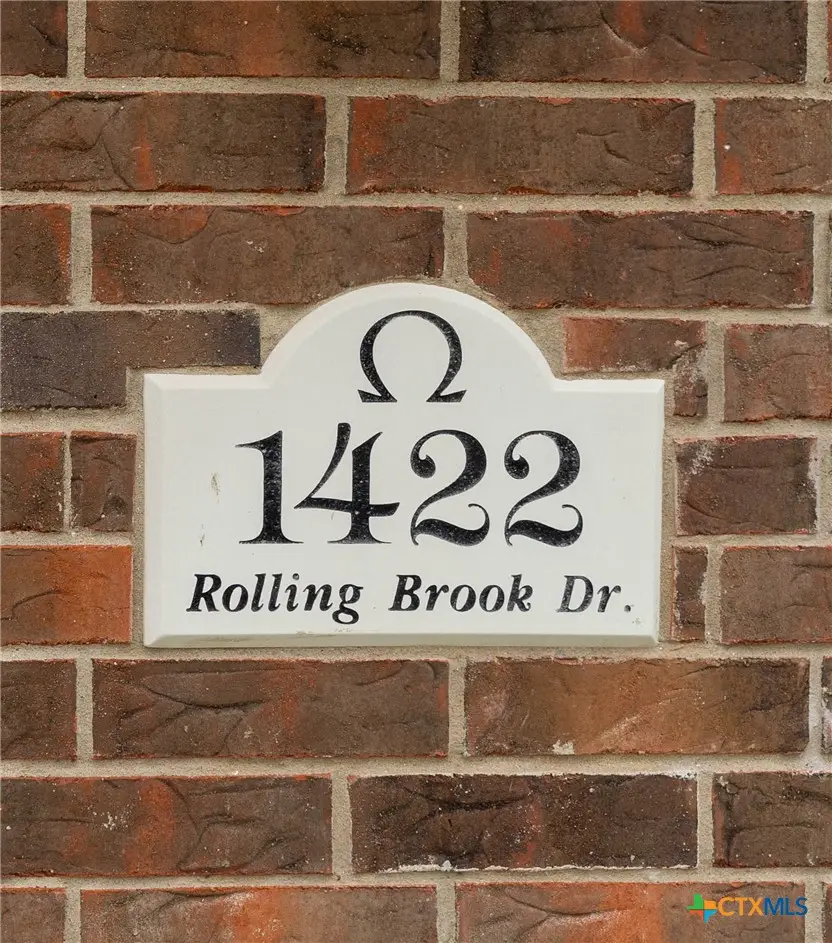 Ω
1422
Rolling Brook Dr.
CTXMLS